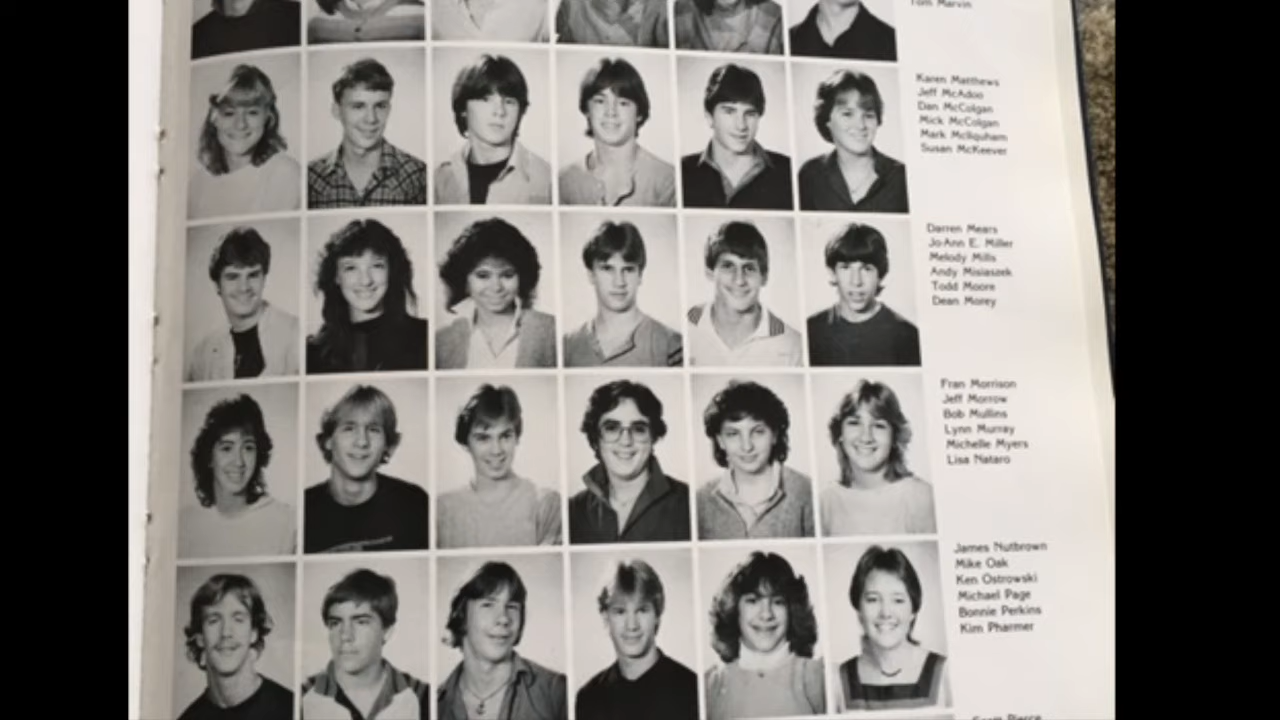 Tom Marvin
Karen Matthews
Jeff McAdoo
Dan McColgan
Mick McColgan
Mark McIlquham
Susan McKeever
Darren Mears
Jo-Ann E. Miller
Melody Mills
Andy Misiaszek
Todd Moore
Dean Morey
Fran Morrison
Jeff Morrow
Bob Mullins
Lynn Murray
Michelle Myers
Lisa Nataro
James Nutbrown
Mike Oak
Ken Ostrowski
Michael Page
Bonnie Perkins
Kim Pharmer
Pierce